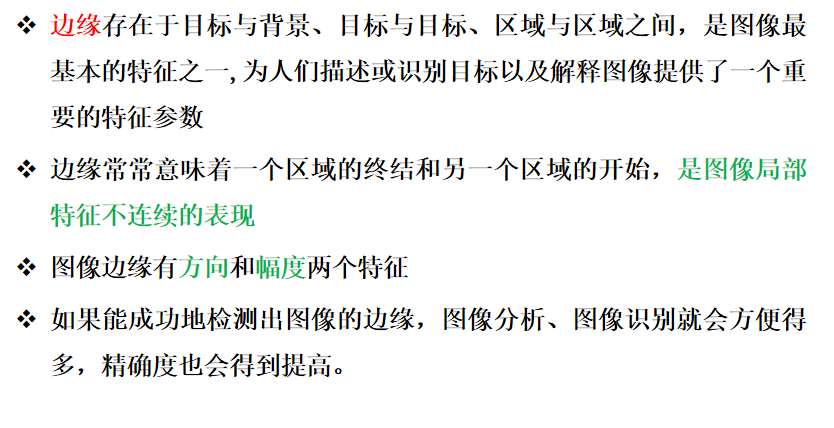 ❖ 边缘存在于目标与背景、目标与目标、区域与区域之间，是图像最
基本的特征之一, 为人们描述或识别目标以及解释图像提供了一个重
要的特征参数
❖ 边缘常常意味着一个区域的终结和另一个区域的开始，是图像局部
特征不连续的表现
❖ 图像边缘有方向和幅度两个特征
❖ 如果能成功地检测出图像的边缘，图像分析、图像识别就会方便得
多，精确度也会得到提高。